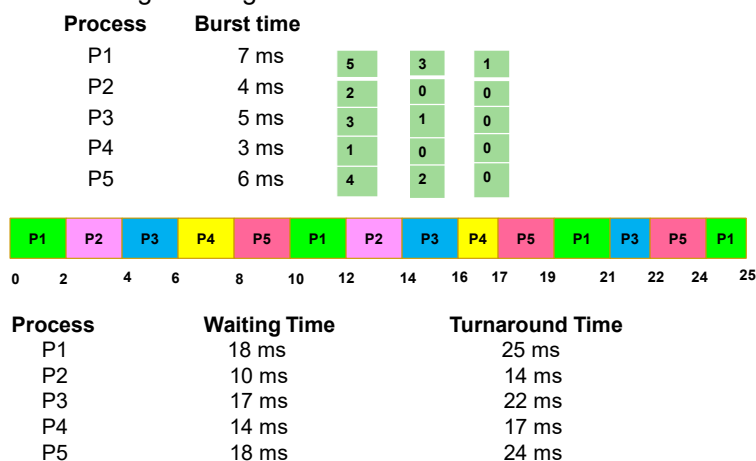 Process Burst time
P1 7 ms 5 3 1
P2 4 ms 2 0 0
P3 5 ms 3 1 0
P4 3 ms 1 0 0
P5 6 ms 4 2 0
P1 P2 P3 P4 P5 P1 P2 P3 P4 P5 P1 P3 P5 P1
0 2 4 6 8 10 12 14 16 17 19 21 22 24 25
Process Waiting Time Turnaround Time
P1 18 ms 25 ms
P2 10 ms 14 ms
P3 17 ms 22 ms
P4 14 ms 17 ms
P5 18 ms 24 ms